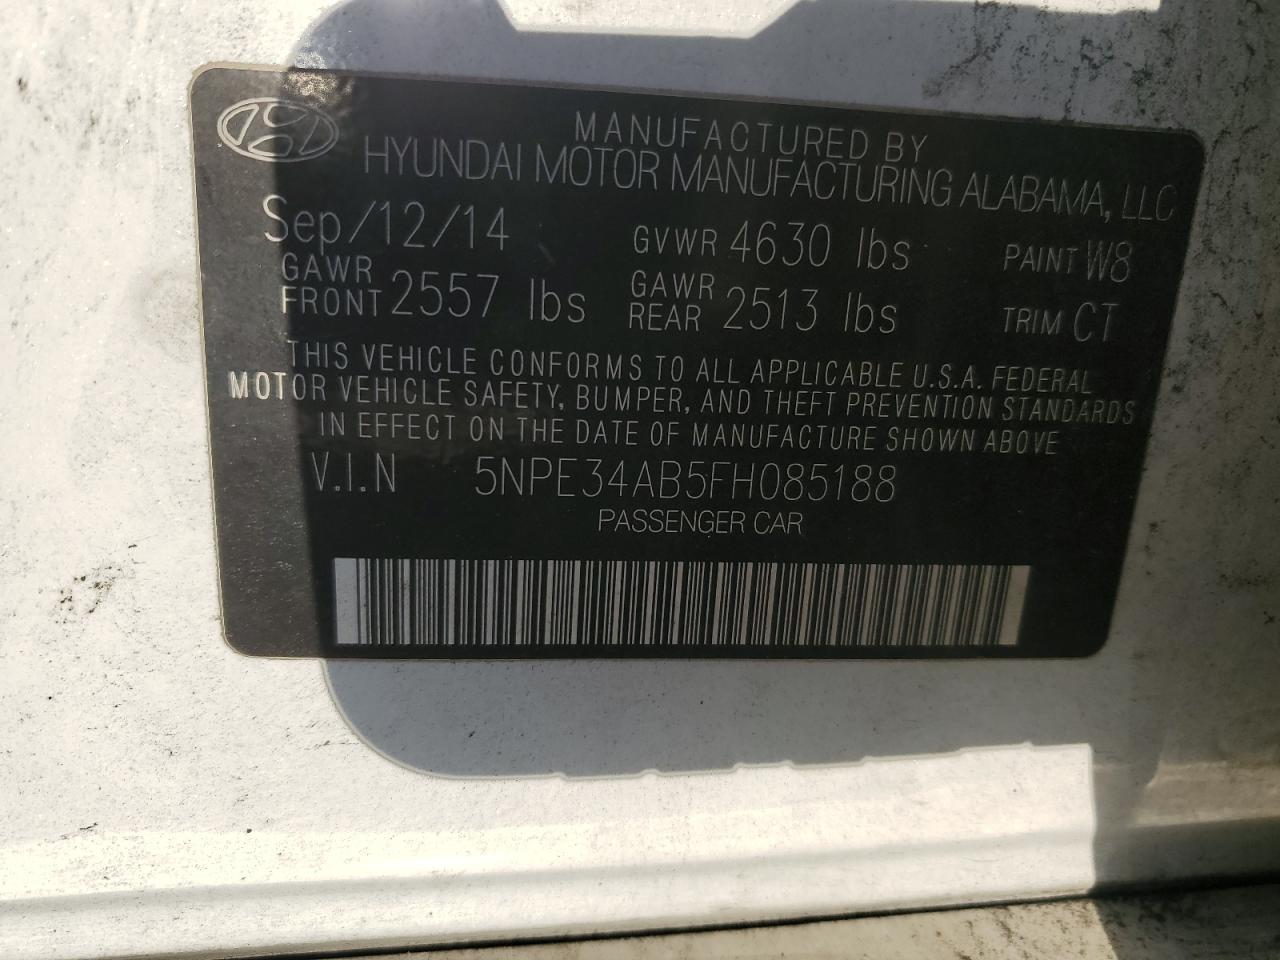 MANUFACTURED BY
HYUNDAI MOTOR MANUFACTURING ALABAMA, LLC
Sep/12/14 GVWR 4630 lbs PAINT W8
GAWR FRONT 2557 lbs GAWR REAR 2513 lbs TRIM CT
THIS VEHICLE CONFORMS TO ALL APPLICABLE U.S.A. FEDERAL
MOTOR VEHICLE SAFETY, BUMPER, AND THEFT PREVENTION STANDARDS
IN EFFECT ON THE DATE OF MANUFACTURE SHOWN ABOVE
V.I.N 5NPE34AB5FH085188
PASSENGER CAR